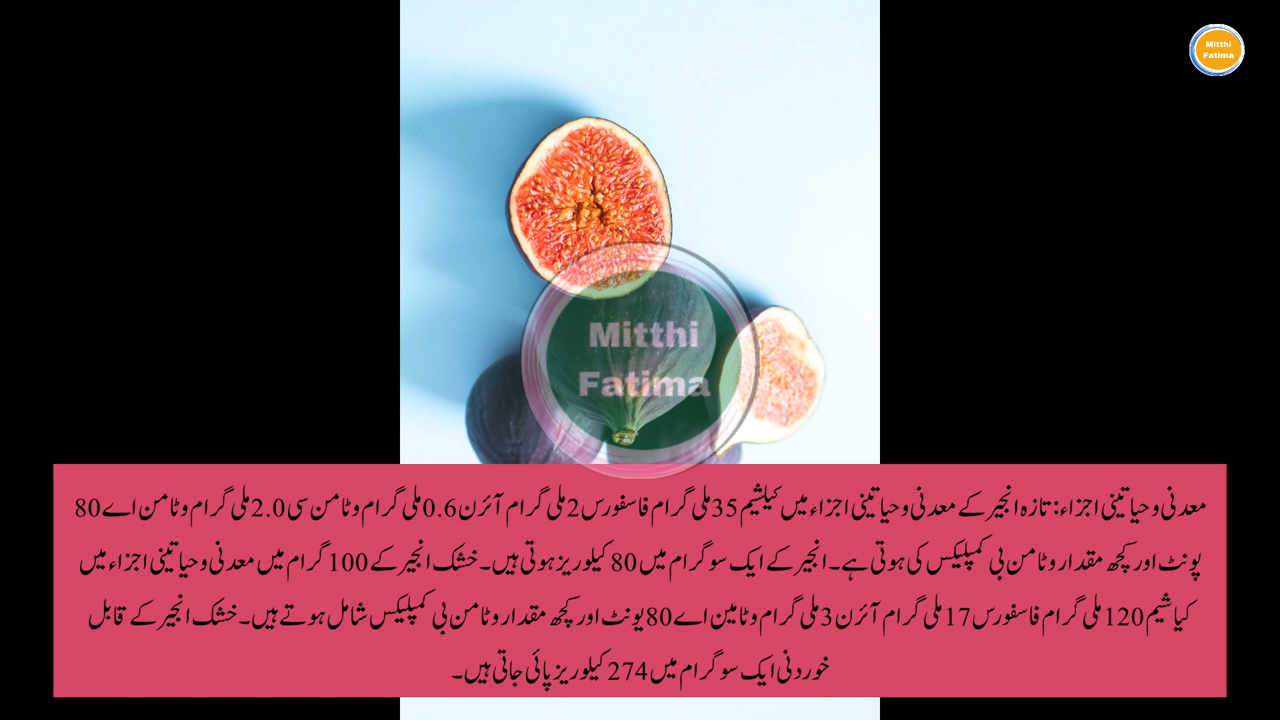 Mitthi
Fatima
Mitthi
Fatima
معدنی و حیاتینی اجزاء: تازہ انجیر کے معدنی و حیاتینی اجزاء میں کیلشیم 35 ملی گرام فاسفورس 2 ملی گرام آئرن 0.6 ملی گرام وٹامن سی 2.0 ملی گرام وٹامن اے 80
یونٹ اور کچھ مقدار وٹامن بی کمپلیکس کی ہوتی ہے۔ انجیر کے ایک سو گرام میں 80 کیلوریز ہوتی ہیں۔ خشک انجیر کے 100 گرام میں معدنی و حیاتینی اجزاء میں
کیاشیم 120 ملی گرام فاسفورس 17 ملی گرام آئرن 3 ملی گرام وٹامین اے 80 یونٹ اور کچھ مقدار وٹامن بی کمپلیکس شامل ہوتے ہیں۔ خشک انجیر کے قابل
خوردنی ایک سو گرام میں 274 کیلوریز پائی جاتی ہیں۔